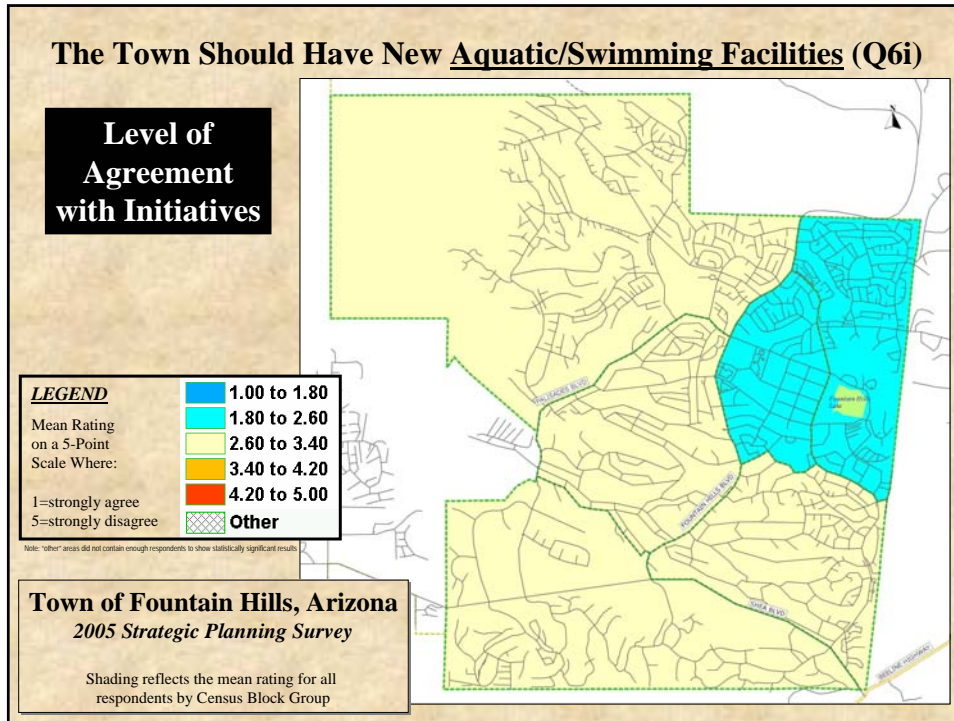 The Town Should Have New Aquatic/Swimming Facilities (Q6i)
Level of
Agreement
with Initiatives
PALISADES BLVD
FOUNTAIN HILLS BLVD
SHEA BLVD
BEELINE HIGHWAY
Fountain Hills
Lake
LEGEND
Mean Rating
on a 5-Point
Scale Where:
1=strongly agree
5=strongly disagree
1.00 to 1.80
1.80 to 2.60
2.60 to 3.40
3.40 to 4.20
4.20 to 5.00
Other
Note: "other" areas did not contain enough respondents to show statistically significant results
Town of Fountain Hills, Arizona
2005 Strategic Planning Survey
Shading reflects the mean rating for all
respondents by Census Block Group